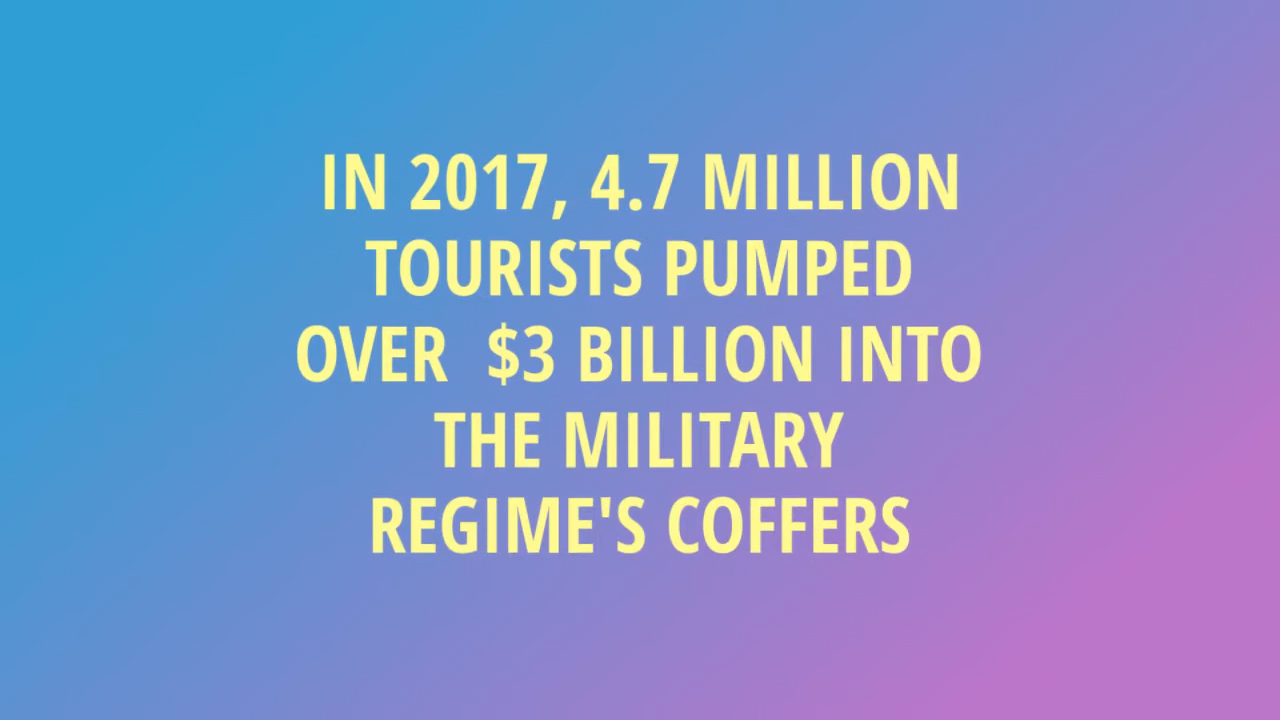 IN 2017, 4.7 MILLION
TOURISTS PUMPED
OVER  $3 BILLION INTO
THE MILITARY
REGIME'S COFFERS